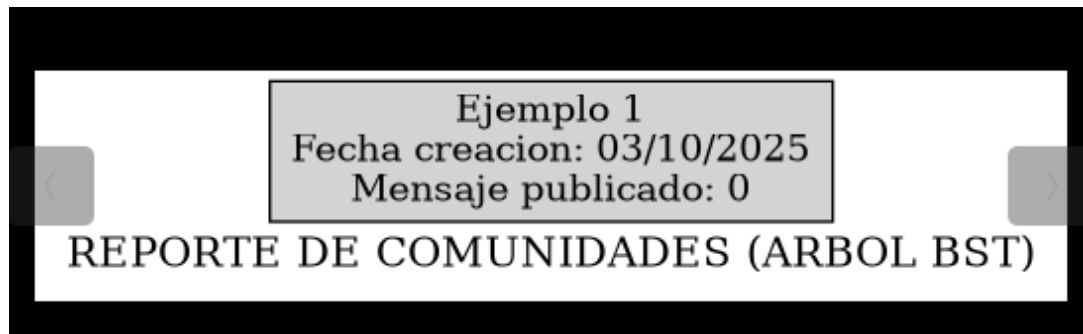 Ejemplo 1
Fecha creacion: 03/10/2025
Mensaje publicado: 0
REPORTE DE COMUNIDADES (ARBOL BST)